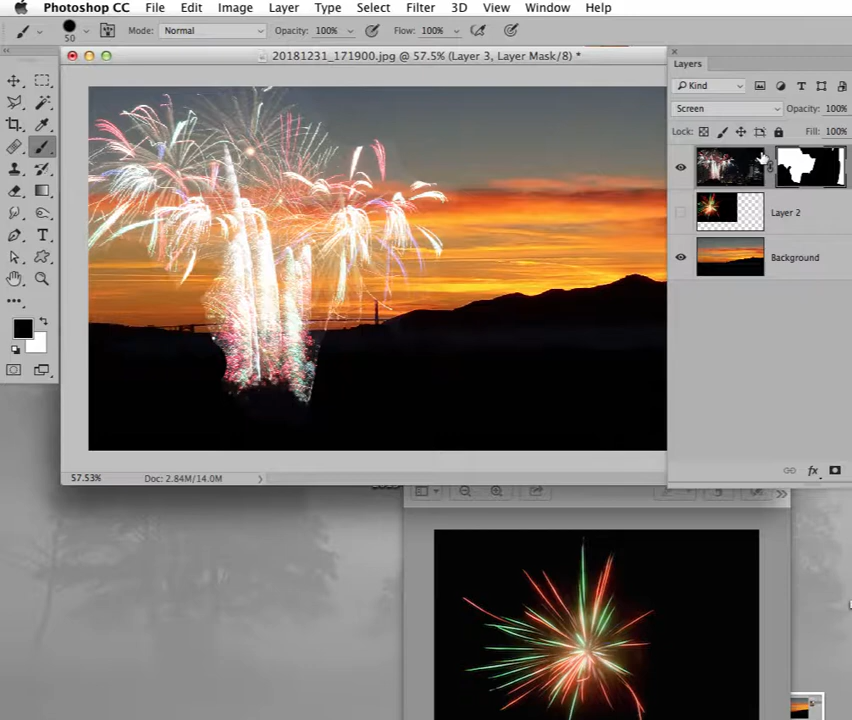 Photoshop CC File Edit Image Layer Type Select Filter 3D View Window Help
50 Mode: Normal Opacity: 100% Flow: 100%
20181231_171900.jpg @ 57.5% (Layer 3, Layer Mask/8) *
Layers
Kind
Screen Opacity: 100%
Lock: Fill: 100%
Layer 2
Background
fx
57.53% Doc: 2.84M/14.0M